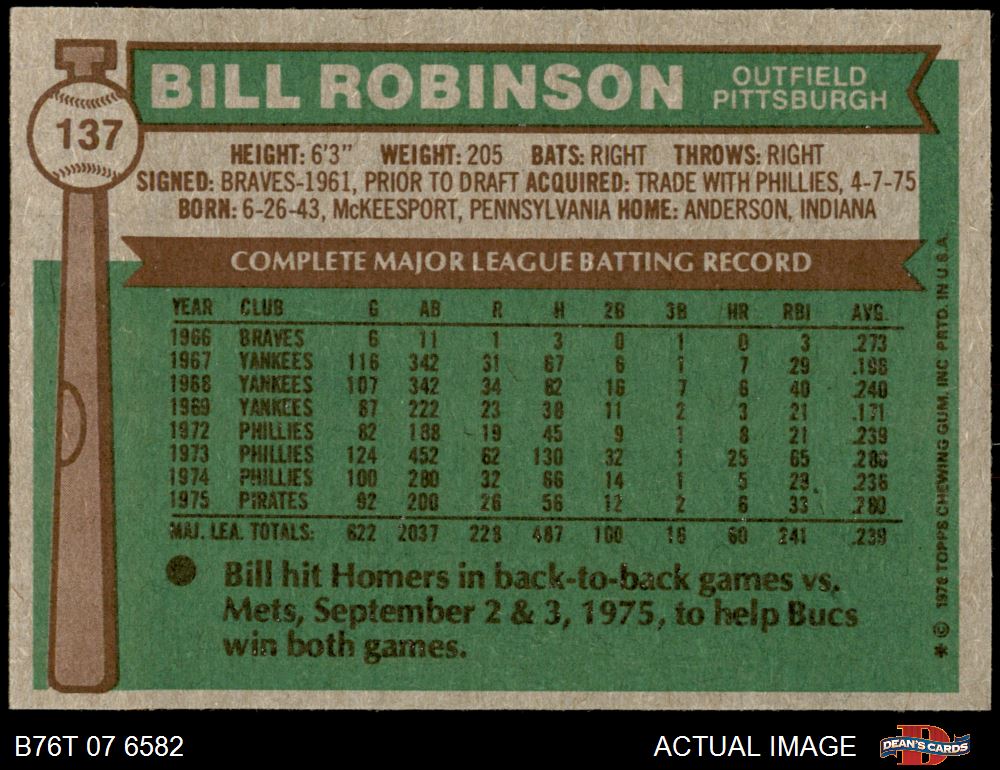 137
BILL ROBINSON
OUTFIELD
PITTSBURGH
HEIGHT: 6'3" WEIGHT: 205 BATS: RIGHT THROWS: RIGHT
SIGNED: BRAVES-1961, PRIOR TO DRAFT ACQUIRED: TRADE WITH PHILLIES, 4-7-75
BORN: 6-26-43, McKEESPORT, PENNSYLVANIA HOME: ANDERSON, INDIANA
COMPLETE MAJOR LEAGUE BATTING RECORD
YEAR CLUB G AB R H 2B 3B HR RBI AVG.
1966 BRAVES 6 11 1 3 0 1 0 3 .273
1967 YANKEES 116 342 31 67 6 1 7 29 .196
1968 YANKEES 107 342 34 82 16 7 6 40 .240
1969 YANKEES 87 222 23 38 11 2 3 21 .171
1972 PHILLIES 82 188 19 45 9 1 8 21 .239
1973 PHILLIES 124 452 62 130 32 1 25 65 .288
1974 PHILLIES 100 280 32 66 14 1 5 29 .236
1975 PIRATES 92 200 26 56 12 2 6 33 .280
MAJ. LEA. TOTALS: 622 2037 228 487 100 16 60 241 .239
Bill hit Homers in back-to-back games vs.
Mets, September 2 & 3, 1975, to help Bucs
win both games.
* © 1976 TOPPS CHEWING GUM, INC. PRTD. IN U.S.A.
B76T 07 6582
ACTUAL IMAGE
D
DEAN'S CARDS